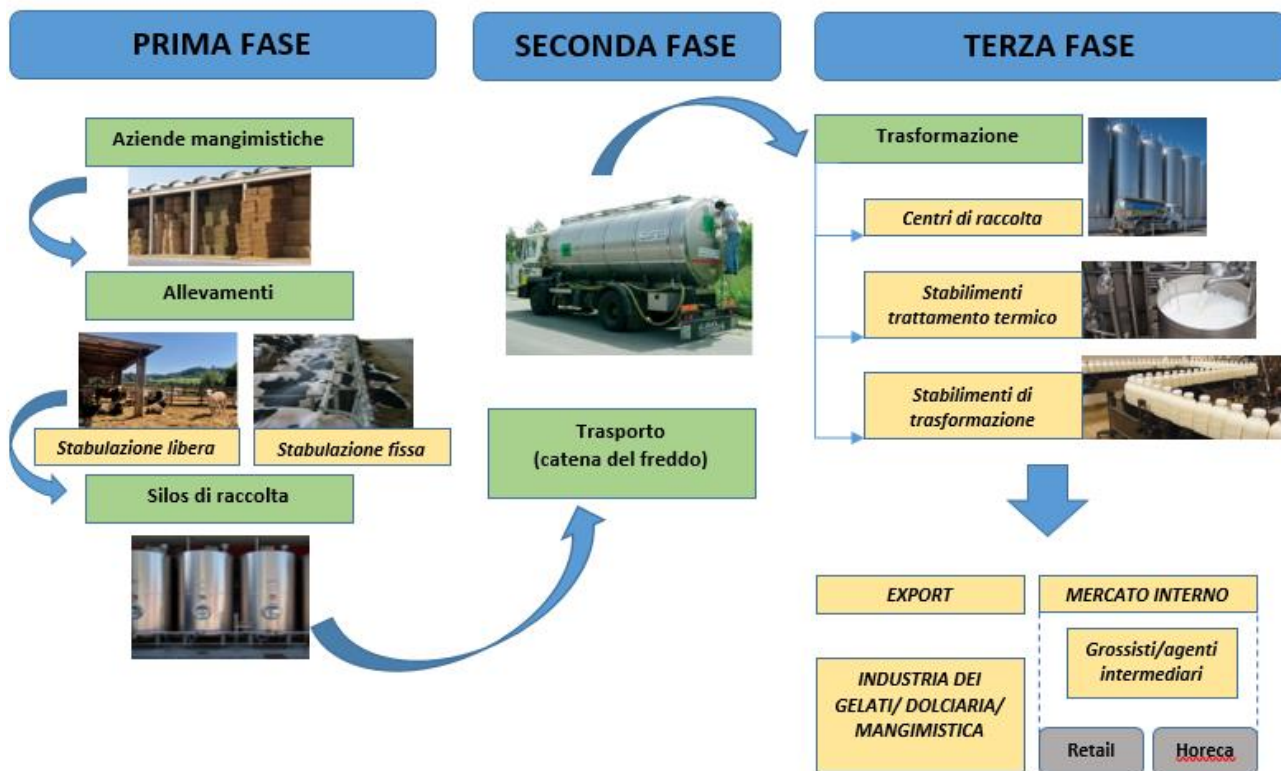 PRIMA FASE
SECONDA FASE
TERZA FASE
Aziende mangimistiche
Allevamenti
Stabulazione libera
Stabulazione fissa
Silos di raccolta
Trasporto
(catena del freddo)
Trasformazione
Centri di raccolta
Stabilimenti
trattamento termico
Stabilimenti di
trasformazione
EXPORT
MERCATO INTERNO
Grossisti/agenti
intermediari
INDUSTRIA DEI
GELATI/ DOLCIARIA/
MANGIMISTICA
Retail
Horeca